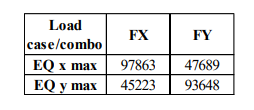 Load case/combo FX FY
EQ x max 97863 47689
EQ y max 45223 93648